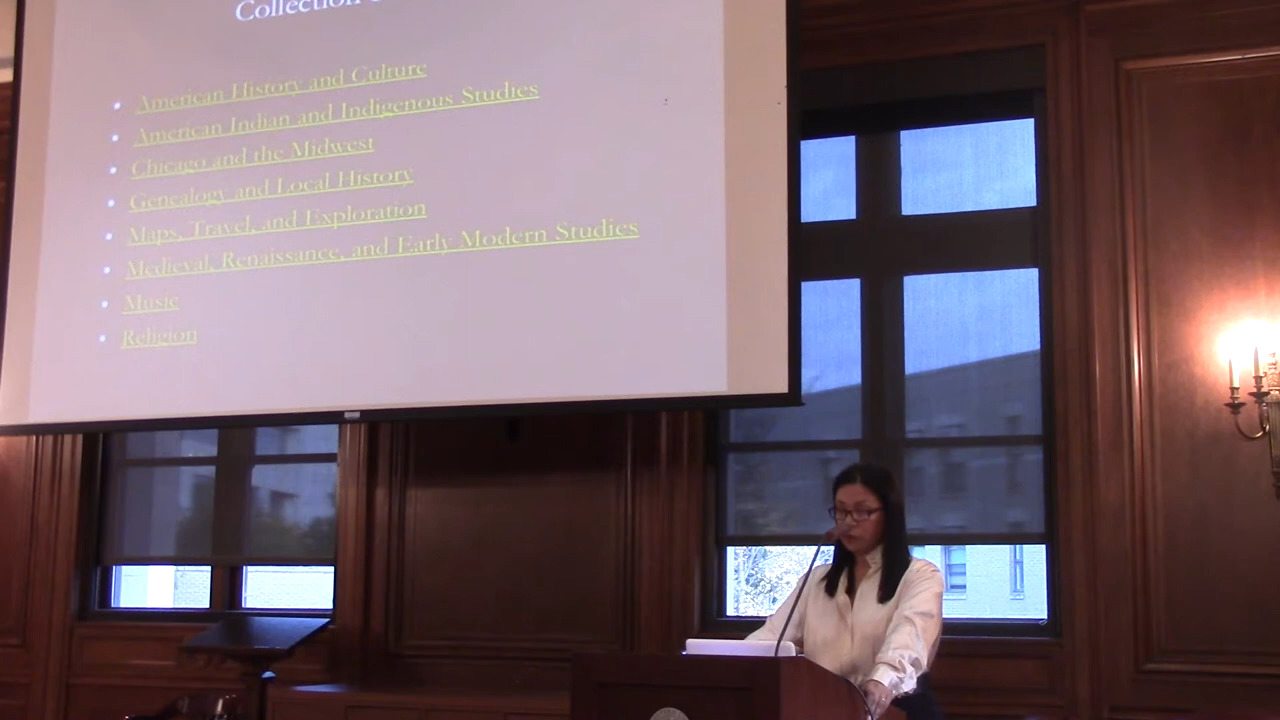 Collection
American History and Culture
American Indian and Indigenous Studies
Chicago and the Midwest
Genealogy and Local History
Maps, Travel, and Exploration
Medieval, Renaissance, and Early Modern Studies
Music
Religion